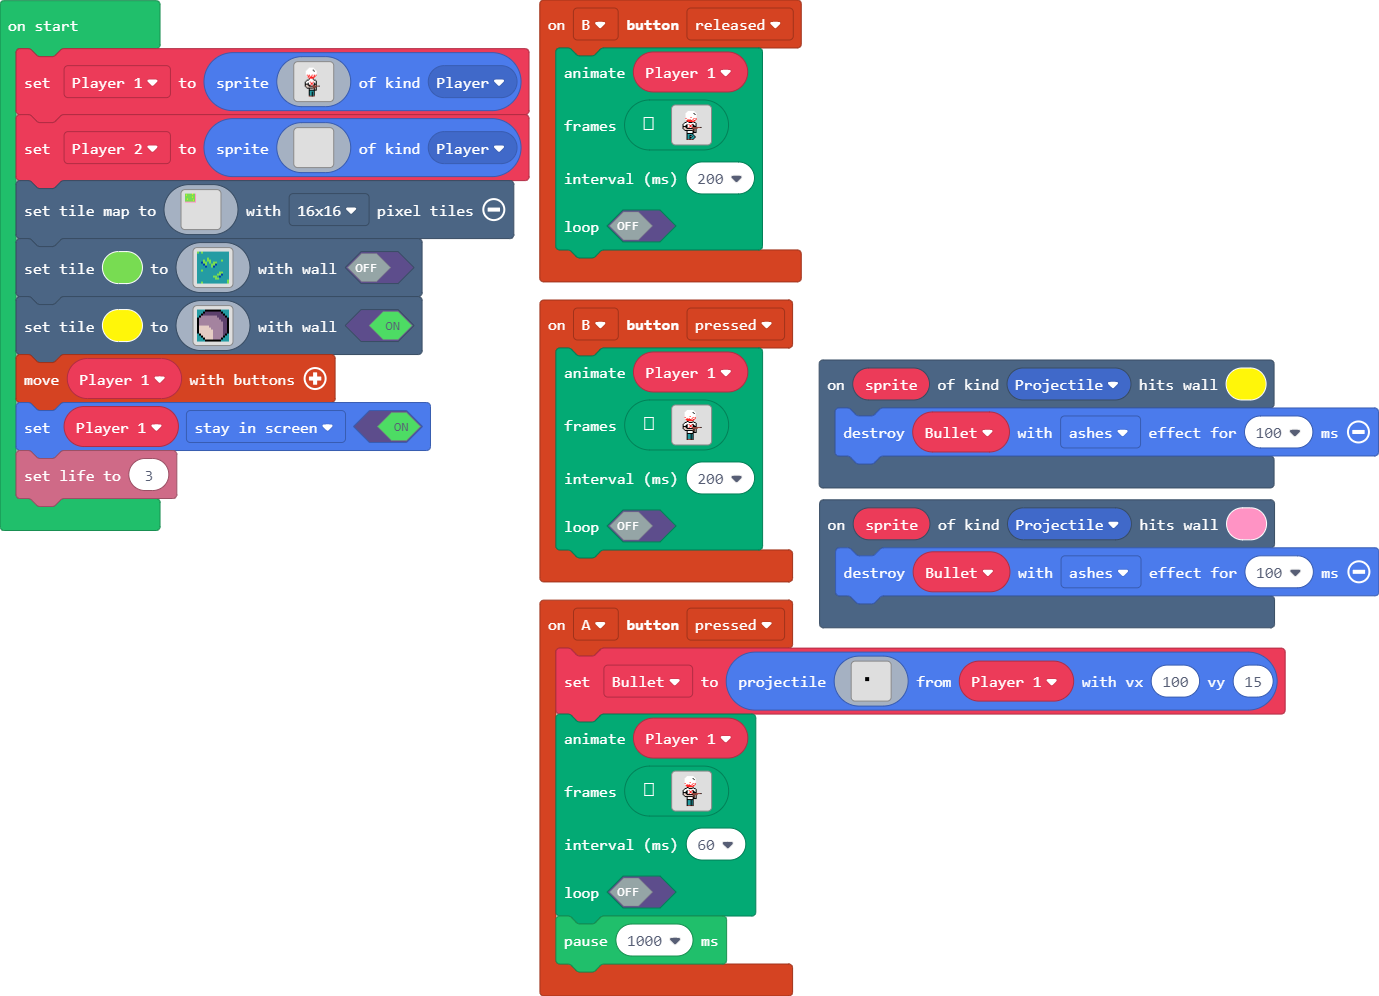 on start
set Player 1 to sprite of kind Player
set Player 2 to sprite of kind Player
set tile map to with 16x16 pixel tiles
set tile to with wall OFF
set tile to with wall ON
move Player 1 with buttons
set Player 1 stay in screen ON
set life to 3
on B button released
animate Player 1
frames
interval (ms) 200
loop OFF
on B button pressed
animate Player 1
frames
interval (ms) 200
loop OFF
on A button pressed
set Bullet to projectile from Player 1 with vx 100 vy 15
animate Player 1
frames
interval (ms) 60
loop OFF
pause 1000 ms
on sprite of kind Projectile hits wall
destroy Bullet with ashes effect for 100 ms
on sprite of kind Projectile hits wall
destroy Bullet with ashes effect for 100 ms